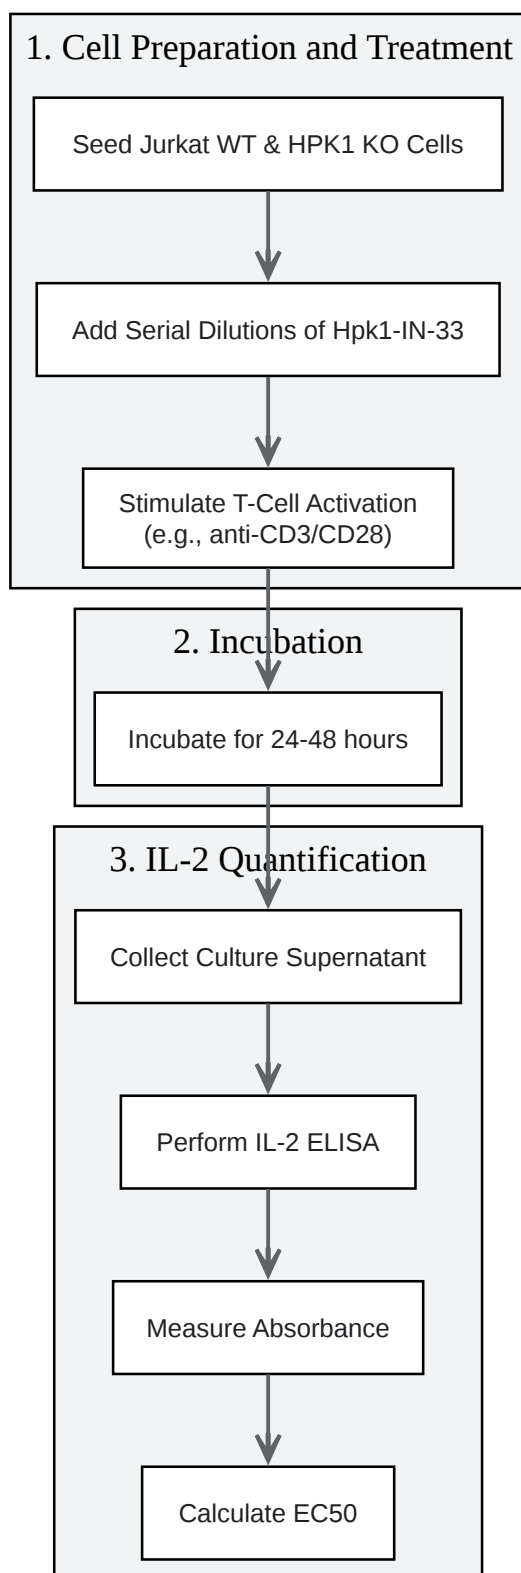 1. Cell Preparation and Treatment
Seed Jurkat WT & HPK1 KO Cells
Add Serial Dilutions of Hpk1-IN-33
Stimulate T-Cell Activation
(e.g., anti-CD3/CD28)
2. Incubation
Incubate for 24-48 hours
3. IL-2 Quantification
Collect Culture Supernatant
Perform IL-2 ELISA
Measure Absorbance
Calculate EC50